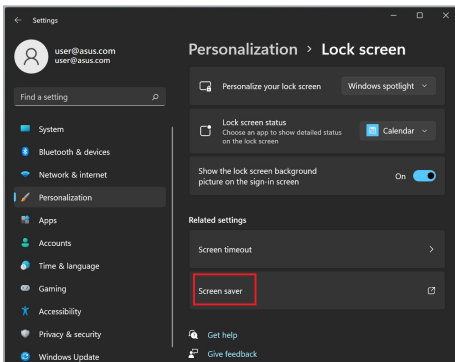 Settings
user@asus.com
user@asus.com
Find a setting
System
Bluetooth & devices
Network & internet
Personalization
Apps
Accounts
Time & language
Gaming
Accessibility
Privacy & security
Windows Update
Personalization > Lock screen
Personalize your lock screen
Windows spotlight
Lock screen status
Choose an app to show detailed status
on the lock screen
Calendar
Show the lock screen background
picture on the sign-in screen
On
Related settings
Screen timeout
Screen saver
Get help
Give feedback